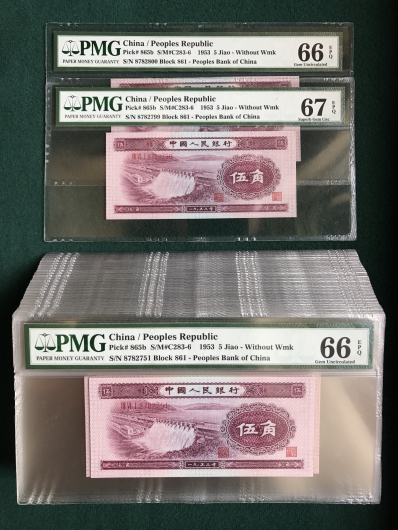 PMG
PAPER MONEY GUARANTY
China / Peoples Republic
Pick# 865b S/M#C283-6 1953 5 Jiao - Without Wmk
S/N 8782800 Block 861 - Peoples Bank of China
66 EPQ
Gem Uncirculated
PMG
PAPER MONEY GUARANTY
China / Peoples Republic
Pick# 865b S/M#C283-6 1953 5 Jiao - Without Wmk
S/N 8782799 Block 861 - Peoples Bank of China
67 EPQ
Superb Gem Unc
中国人民银行
伍角
PMG
PAPER MONEY GUARANTY
China / Peoples Republic
Pick# 865b S/M#C283-6 1953 5 Jiao - Without Wmk
S/N 8782751 Block 861 - Peoples Bank of China
66 EPQ
Gem Uncirculated
中国人民银行
伍角
一九五三年